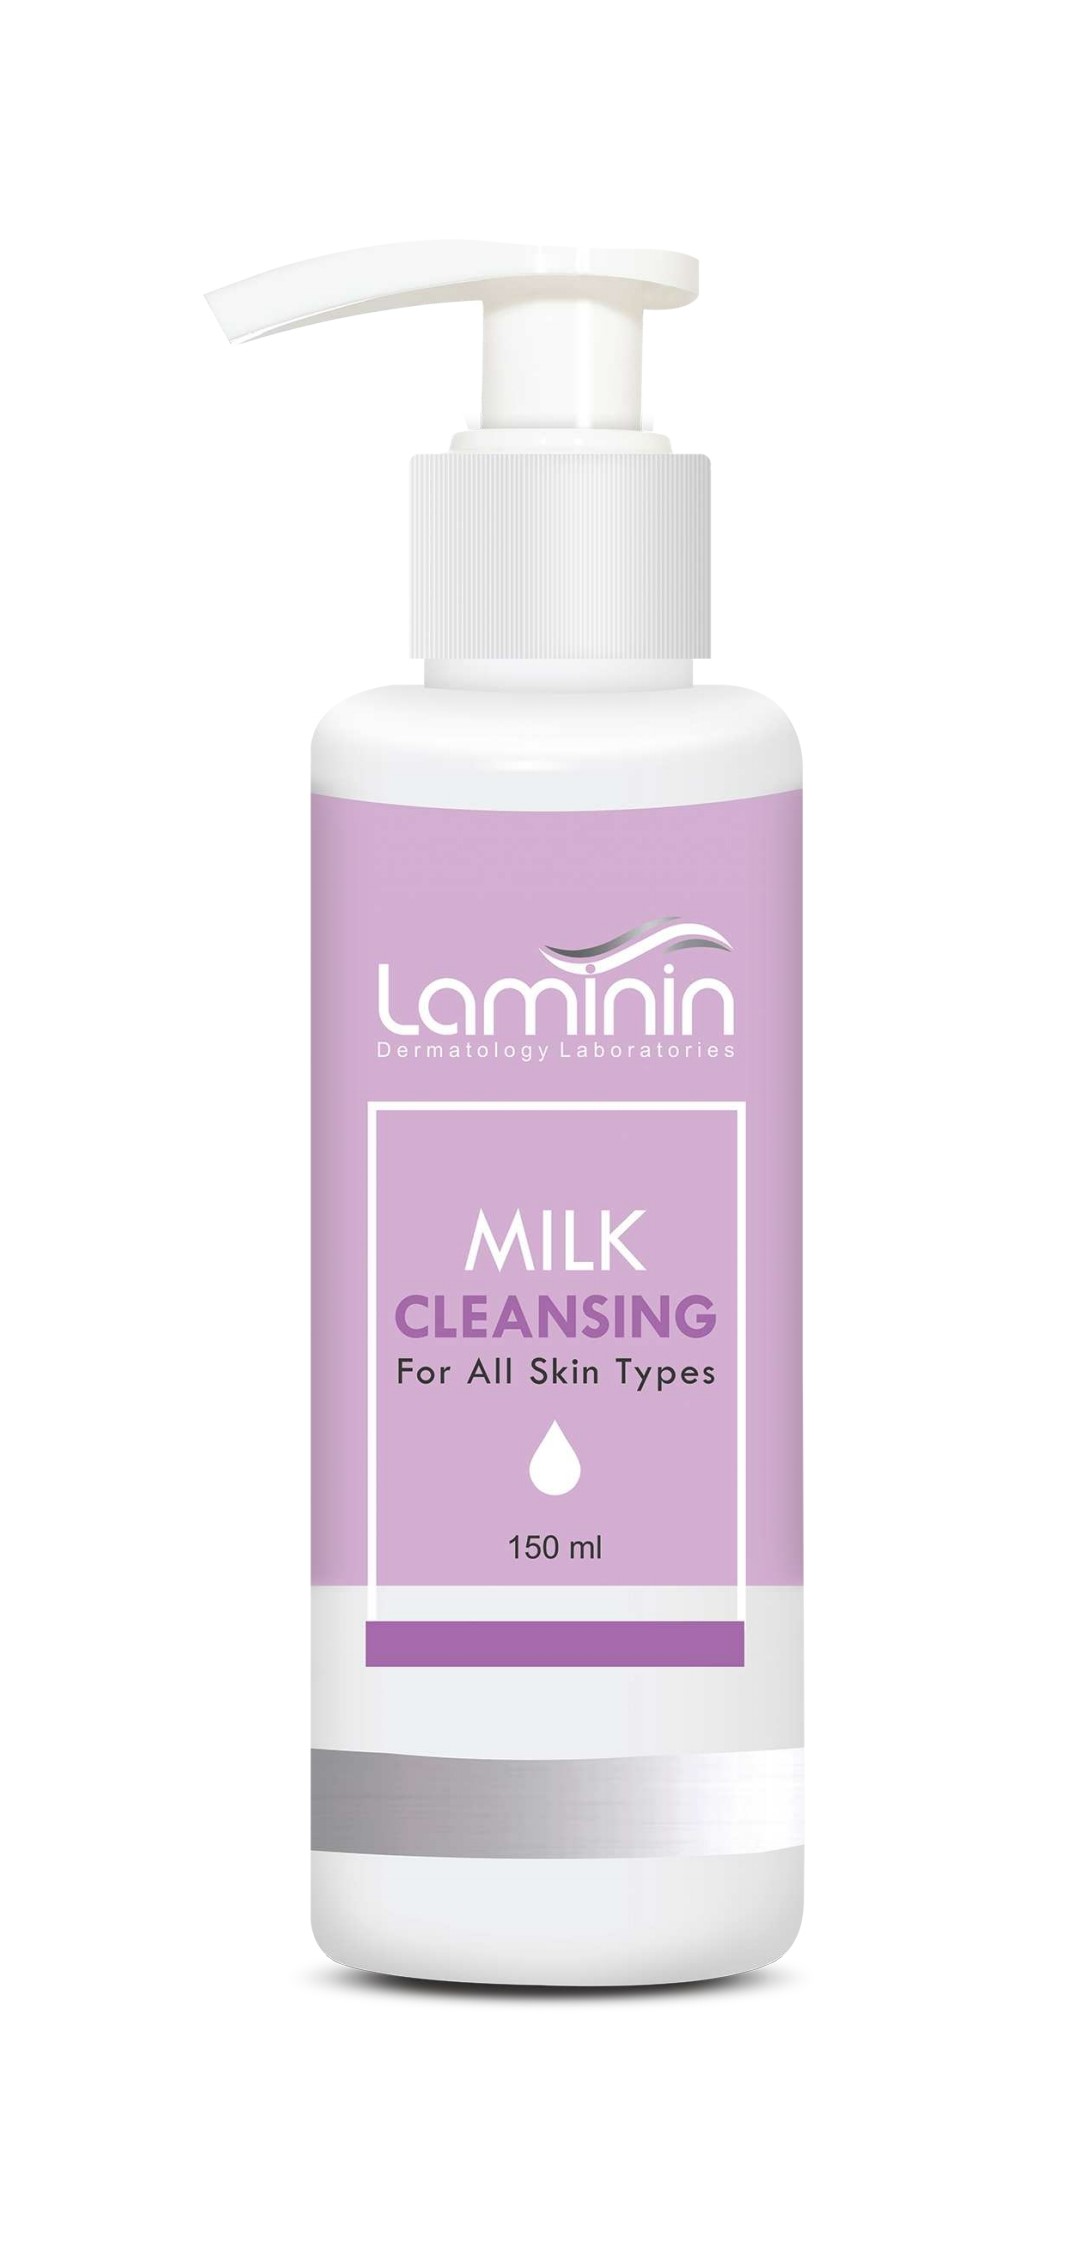 Laminin
Dermatology Laboratories
MILK
CLEANSING
For All Skin Types
150 ml